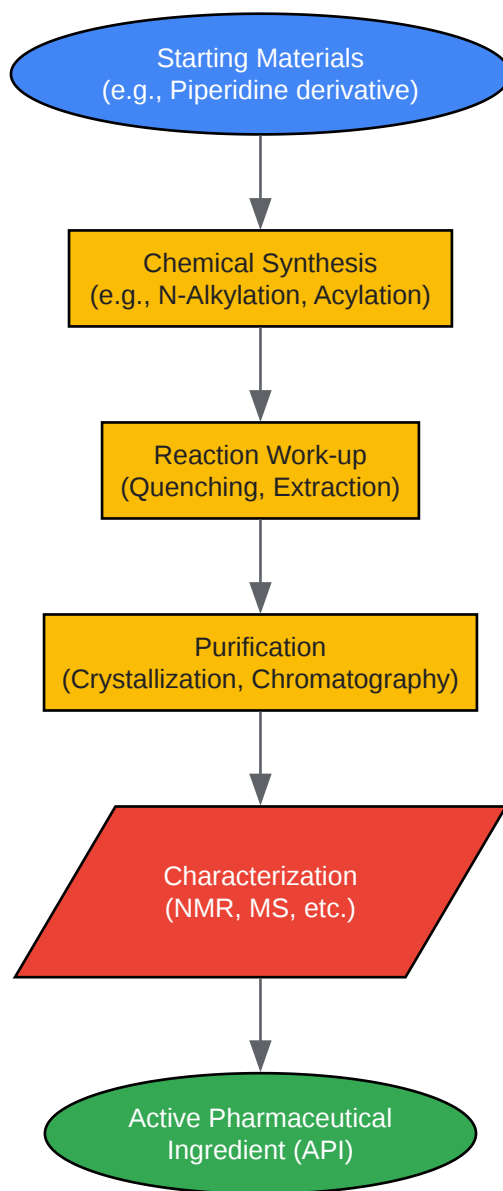 Starting Materials
(e.g., Piperidine derivative)
Chemical Synthesis
(e.g., N-Alkylation, Acylation)
Reaction Work-up
(Quenching, Extraction)
Purification
(Crystallization, Chromatography)
Characterization
(NMR, MS, etc.)
Active Pharmaceutical
Ingredient (API)